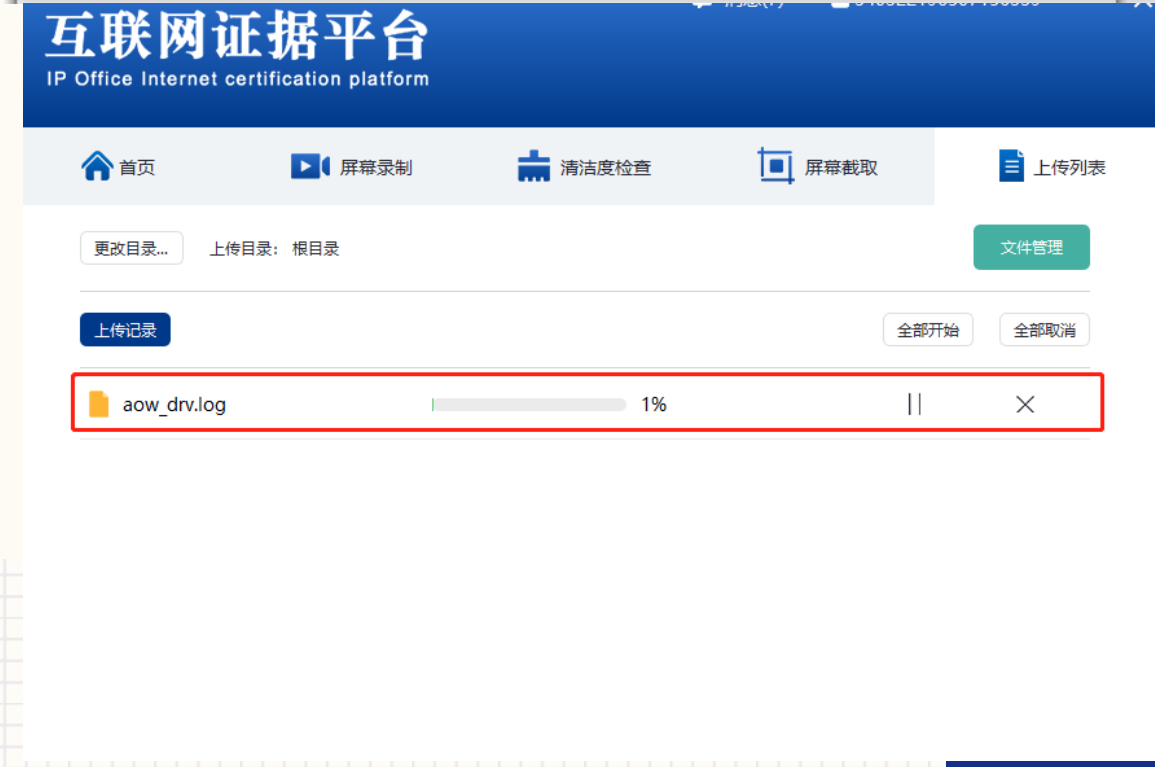 互联网证据平台
IP Office Internet certification platform
首页
屏幕录制
清洁度检查
屏幕截取
上传列表
更改目录...
上传目录: 根目录
文件管理
上传记录
全部开始
全部取消
aow_drv.log
1%